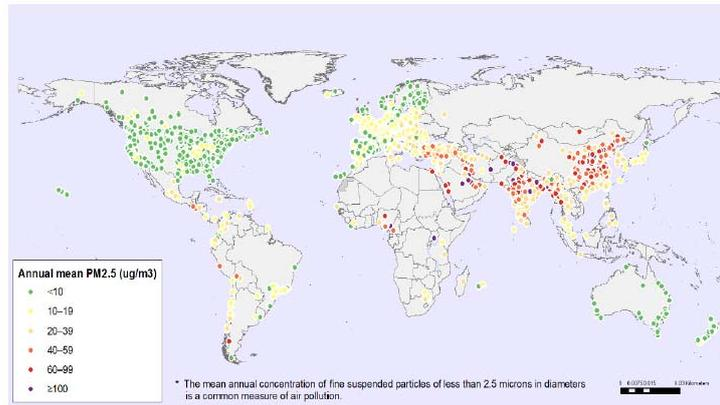 Annual mean PM2.5 (ug/m3)
<10
10–19
20–39
40–59
60–99
≥100
* The mean annual concentration of fine suspended particles of less than 2.5 microns in diameters
is a common measure of air pollution.
Kilometers